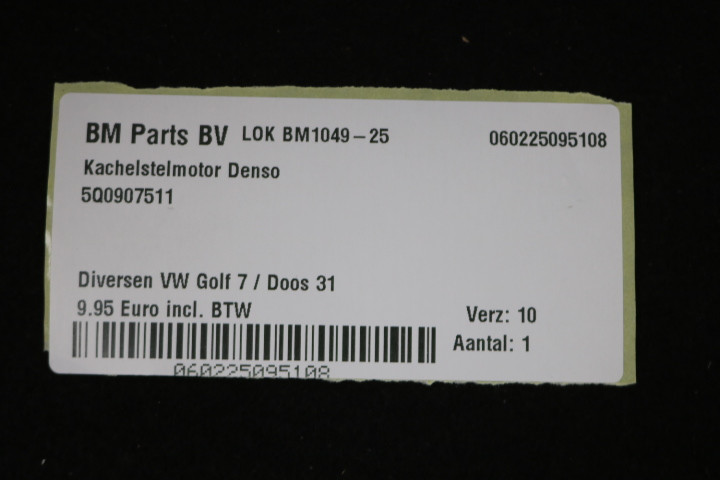 BM Parts BV LOK BM1049-25 060225095108
Kachelstelmotor Denso
5Q0907511
Diversen VW Golf 7 / Doos 31
9.95 Euro incl. BTW Verz: 10
Aantal: 1
060225095108